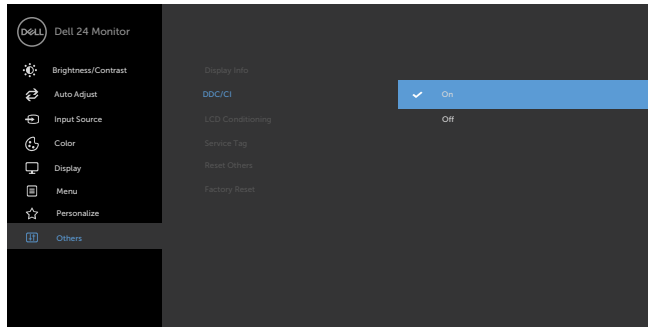 DELL
Dell 24 Monitor
Brightness/Contrast
Auto Adjust
Input Source
Color
Display
Menu
Personalize
Others
Display Info
DDC/CI
LCD Conditioning
Service Tag
Reset Others
Factory Reset
On
Off